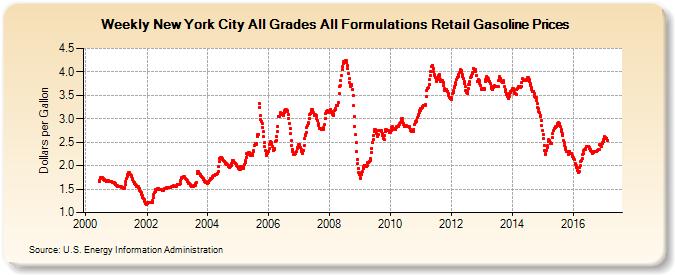 Weekly New York City All Grades All Formulations Retail Gasoline Prices
Dollars per Gallon
4.5
4.0
3.5
3.0
2.5
2.0
1.5
1.0
2000 2002 2004 2006 2008 2010 2012 2014 2016
Source: U.S. Energy Information Administration